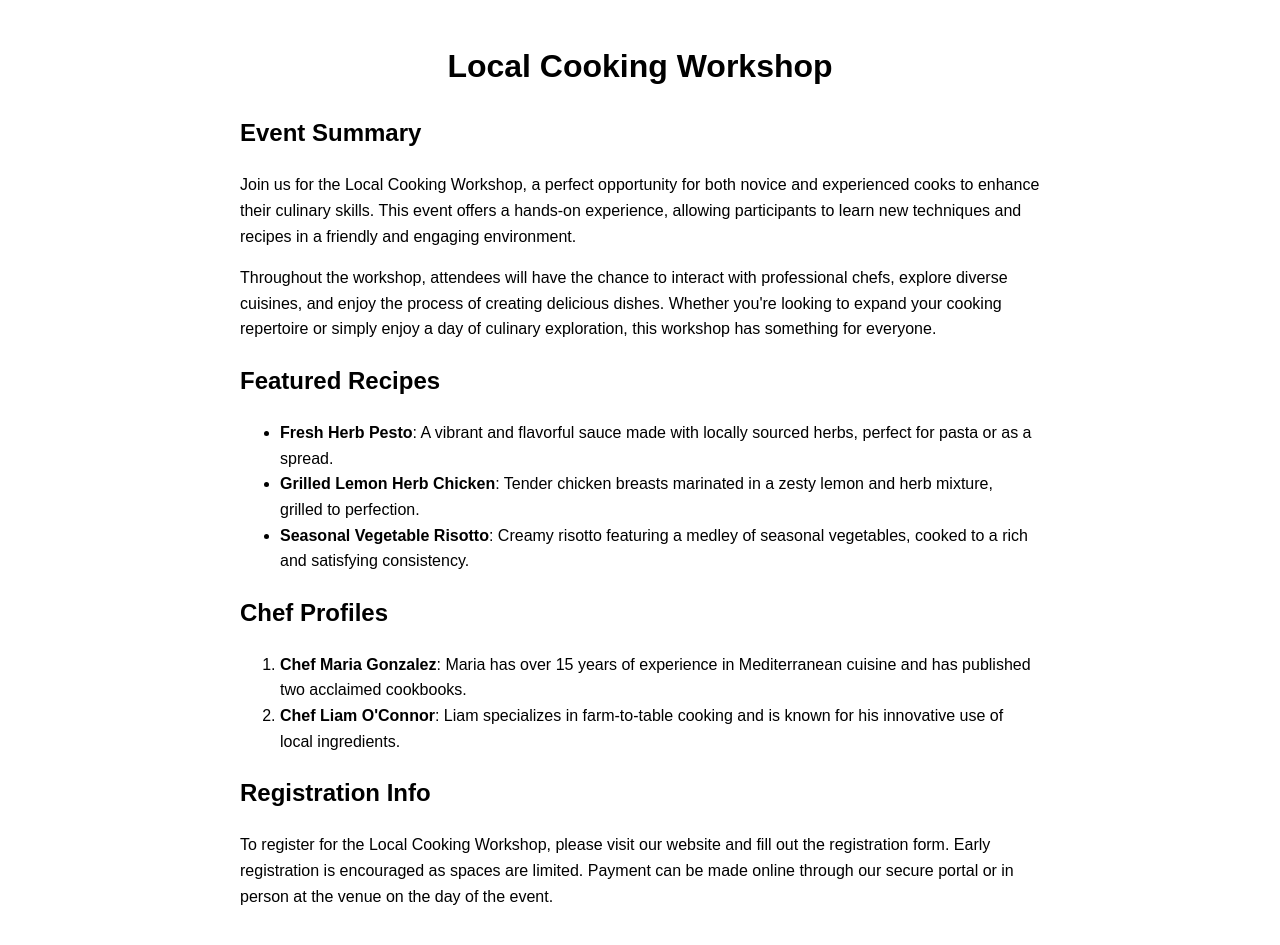 Local Cooking Workshop
Event Summary
Join us for the Local Cooking Workshop, a perfect opportunity for both novice and experienced cooks to enhance
their culinary skills. This event offers a hands-on experience, allowing participants to learn new techniques and
recipes in a friendly and engaging environment.
Throughout the workshop, attendees will have the chance to interact with professional chefs, explore diverse
cuisines, and enjoy the process of creating delicious dishes. Whether you're looking to expand your cooking
repertoire or simply enjoy a day of culinary exploration, this workshop has something for everyone.
Featured Recipes
• Fresh Herb Pesto: A vibrant and flavorful sauce made with locally sourced herbs, perfect for pasta or as a
spread.
• Grilled Lemon Herb Chicken: Tender chicken breasts marinated in a zesty lemon and herb mixture,
grilled to perfection.
• Seasonal Vegetable Risotto: Creamy risotto featuring a medley of seasonal vegetables, cooked to a rich
and satisfying consistency.
Chef Profiles
1. Chef Maria Gonzalez: Maria has over 15 years of experience in Mediterranean cuisine and has published
two acclaimed cookbooks.
2. Chef Liam O'Connor: Liam specializes in farm-to-table cooking and is known for his innovative use of
local ingredients.
Registration Info
To register for the Local Cooking Workshop, please visit our website and fill out the registration form. Early
registration is encouraged as spaces are limited. Payment can be made online through our secure portal or in
person at the venue on the day of the event.